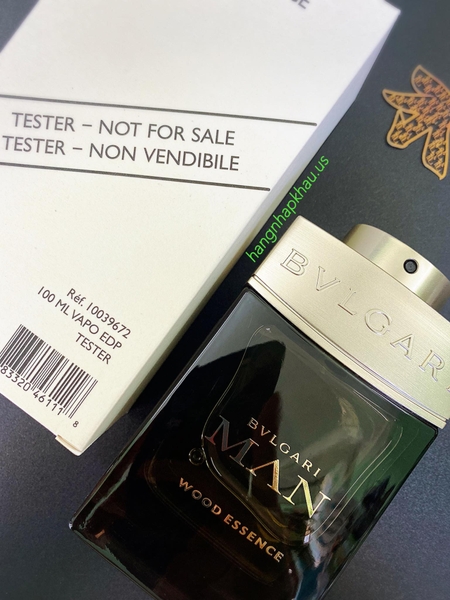 TESTER – NOT FOR SALE
TESTER – NON VENDIBILE
Réf. 10039672
100 ML VAPO EDP
TESTER
83320 46111 8
hangnhapkhau.us
BVLGARI
BVLGARI
MAN
WOOD ESSENCE